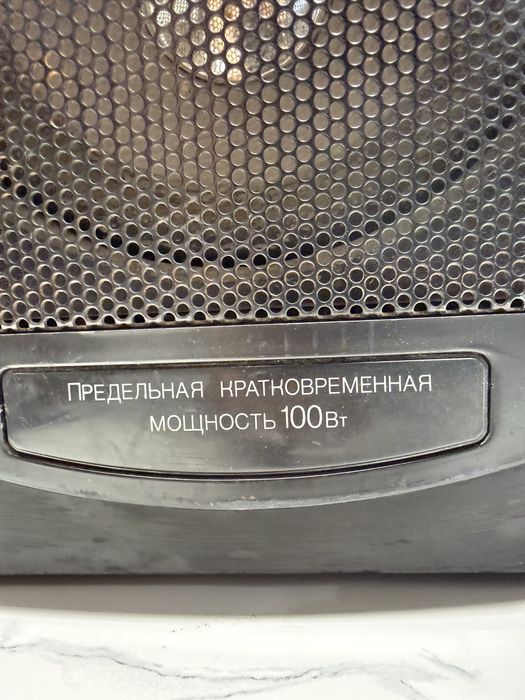 ПРЕДЕЛЬНАЯ КРАТКОВРЕМЕННАЯ
МОЩНОСТЬ 100Вт